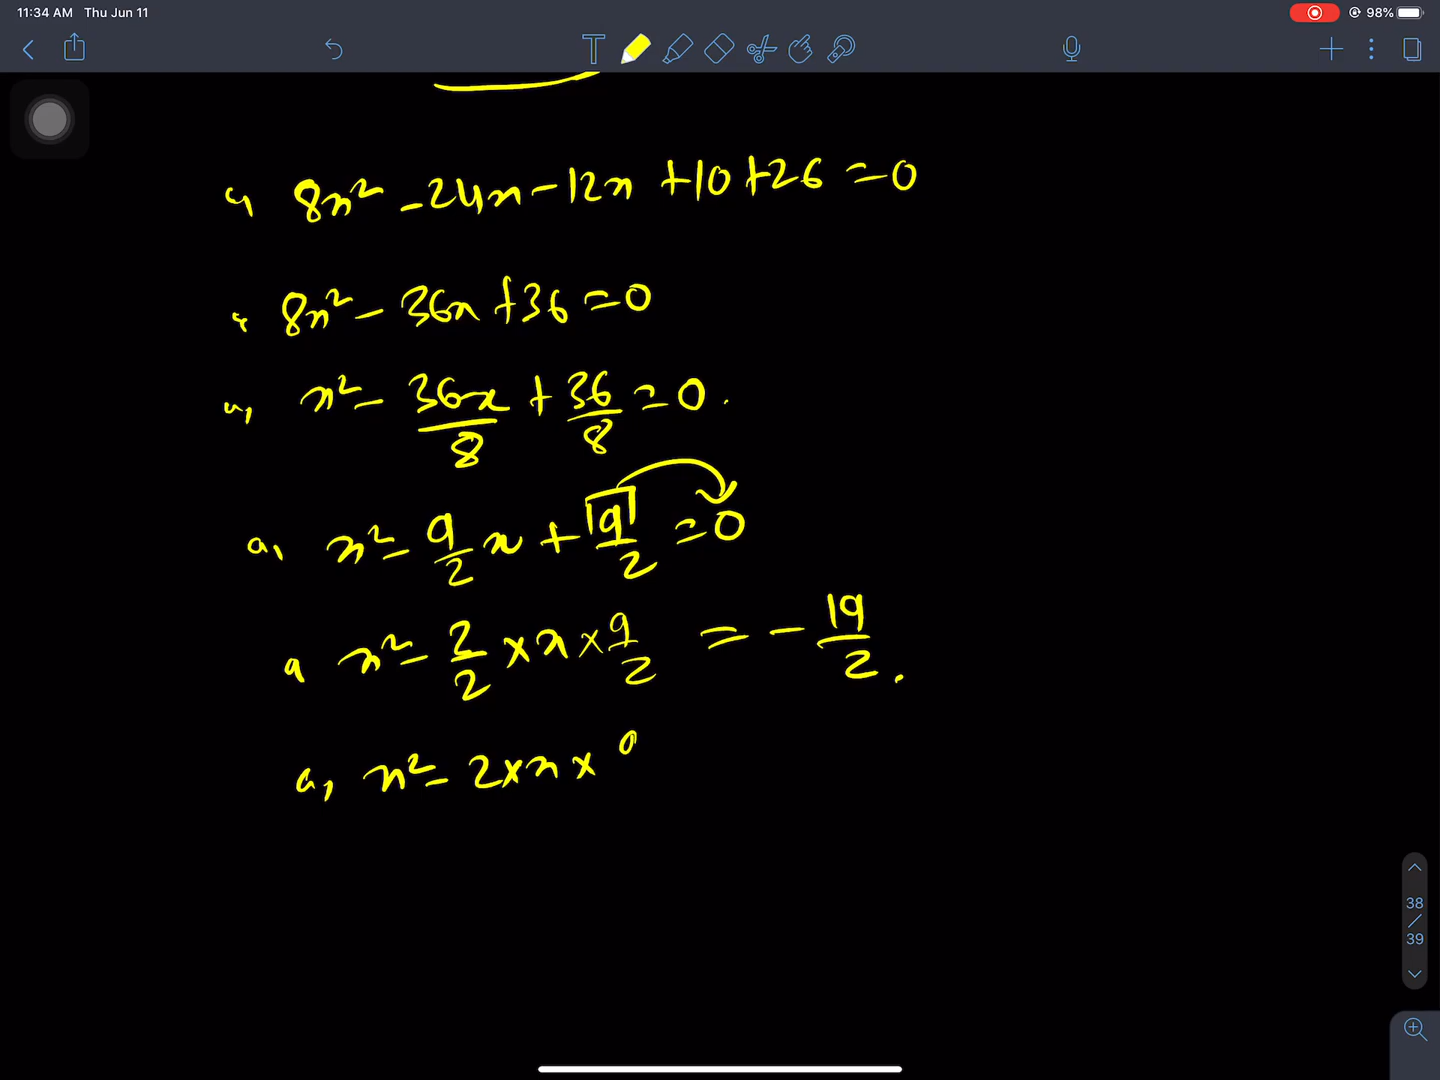 11:34 AM Thu Jun 11
98%
T
8x² - 24x - 12x + 10 + 26 = 0
8x² - 36x + 36 = 0
x² - 36x/8 + 36/8 = 0.
a, x² - 9/2 x + 9/2 = 0
x² - 2/2 × x × 9/2 = - 19/2.
a, x² - 2 × x ×
38
/
39